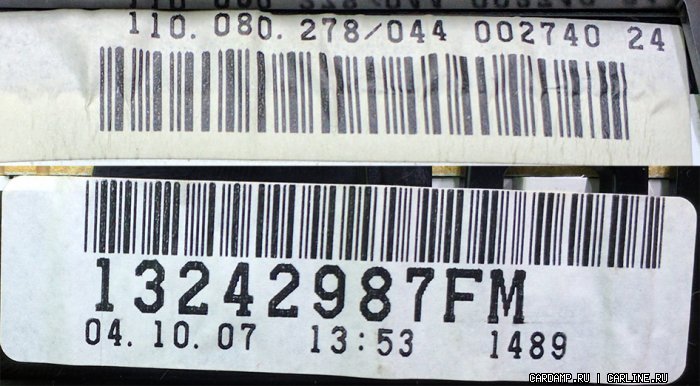 110.080.278/044 002740 24
13242987FM
04.10.07 13:53 1489
CARDAMP.RU | CARLINE.RU